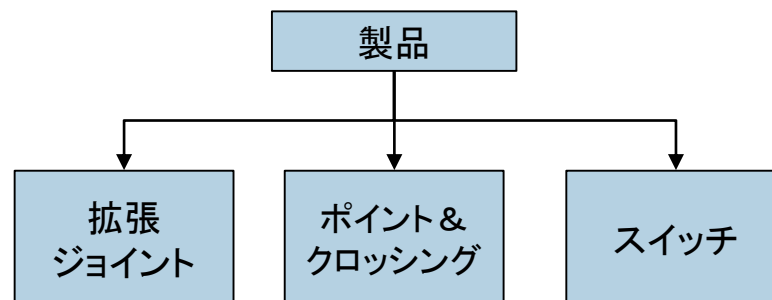 製品
拡張
ジョイント
ポイント＆
クロッシング
スイッチ